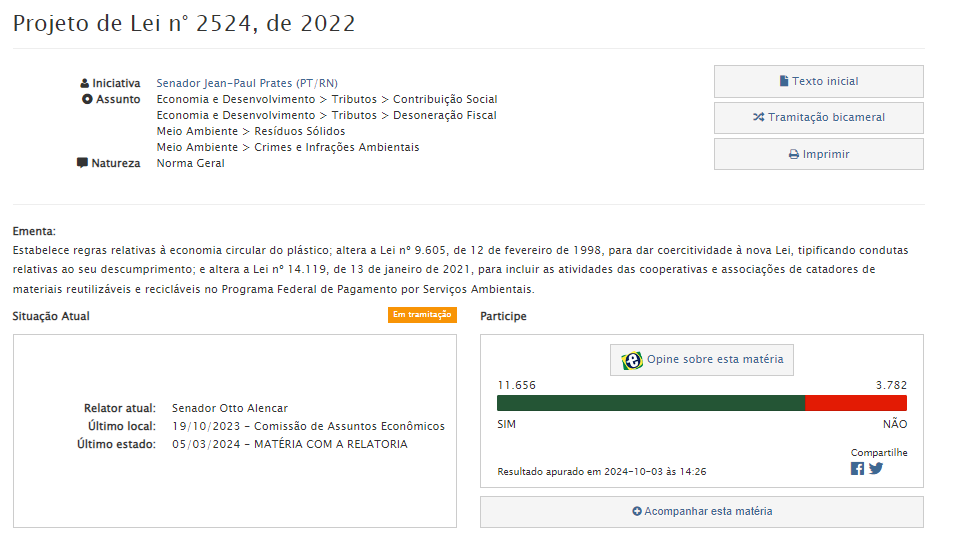 Projeto de Lei n° 2524, de 2022
Iniciativa Senador Jean-Paul Prates (PT/RN)
Assunto Economia e Desenvolvimento > Tributos > Contribuição Social
Economia e Desenvolvimento > Tributos > Desoneração Fiscal
Meio Ambiente > Resíduos Sólidos
Meio Ambiente > Crimes e Infrações Ambientais
Natureza Norma Geral
Texto inicial
Tramitação bicameral
Imprimir
Ementa:
Estabelece regras relativas à economia circular do plástico; altera a Lei nº 9.605, de 12 de fevereiro de 1998, para dar coercitividade à nova Lei, tipificando condutas
relativas ao seu descumprimento; e altera a Lei nº 14.119, de 13 de janeiro de 2021, para incluir as atividades das cooperativas e associações de catadores de
materiais reutilizáveis e recicláveis no Programa Federal de Pagamento por Serviços Ambientais.
Situação Atual
Em tramitação
Relator atual: Senador Otto Alencar
Último local: 19/10/2023 - Comissão de Assuntos Econômicos
Último estado: 05/03/2024 - MATÉRIA COM A RELATORIA
Participe
e Opine sobre esta matéria
11.656 3.782
SIM NÃO
Compartilhe
Resultado apurado em 2024-10-03 às 14:26
Acompanhar esta matéria